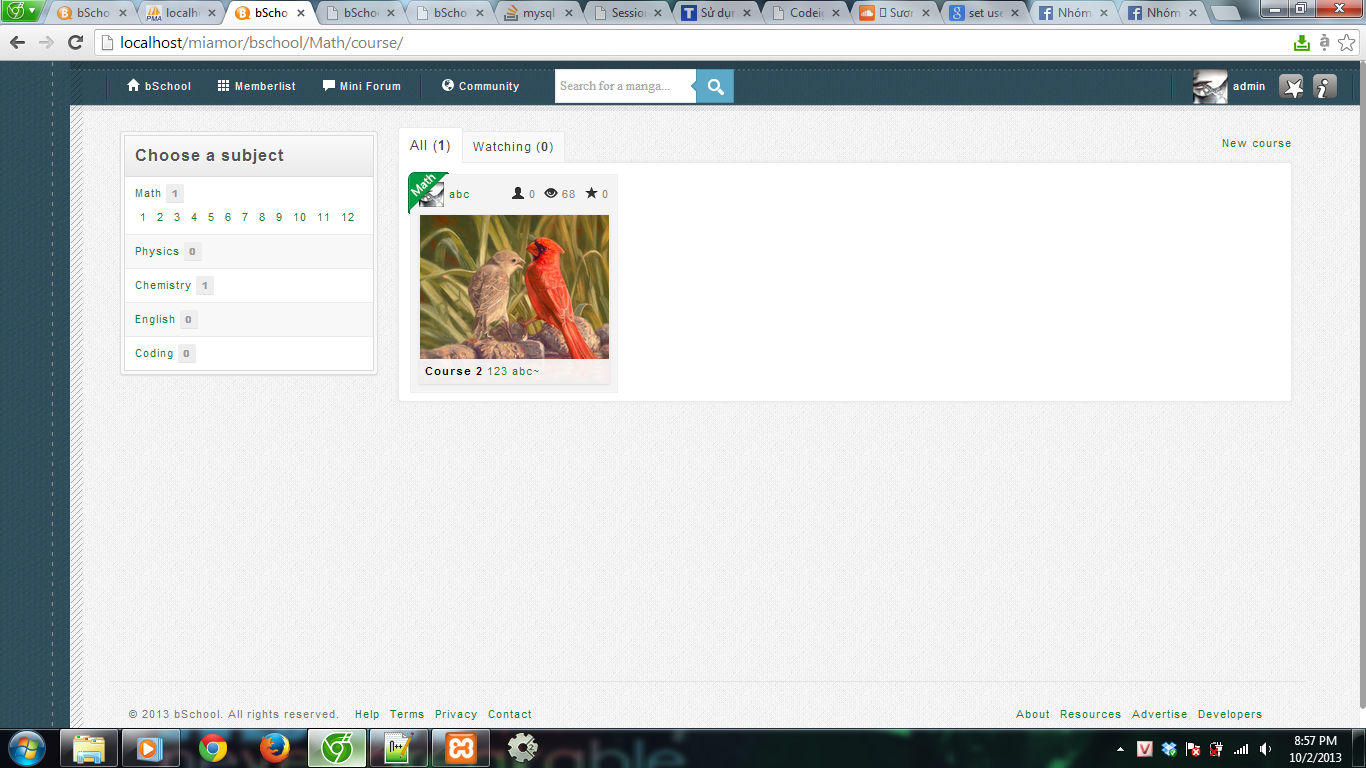 bScho
localh
bScho
bSchoo
bScho
mysql
Session
Sử dụn
Codeig
Sươn
set use
Nhóm
Nhóm
localhost/miamor/bschool/Math/course/
bSchool Memberlist Mini Forum Community Search for a manga... admin
Choose a subject
Math 1
1 2 3 4 5 6 7 8 9 10 11 12
Physics 0
Chemistry 1
English 0
Coding 0
All (1) Watching (0) New course
Math
abc 0 68 0
Course 2 123 abc~
© 2013 bSchool. All rights reserved. Help Terms Privacy Contact
About Resources Advertise Developers
8:57 PM
10/2/2013